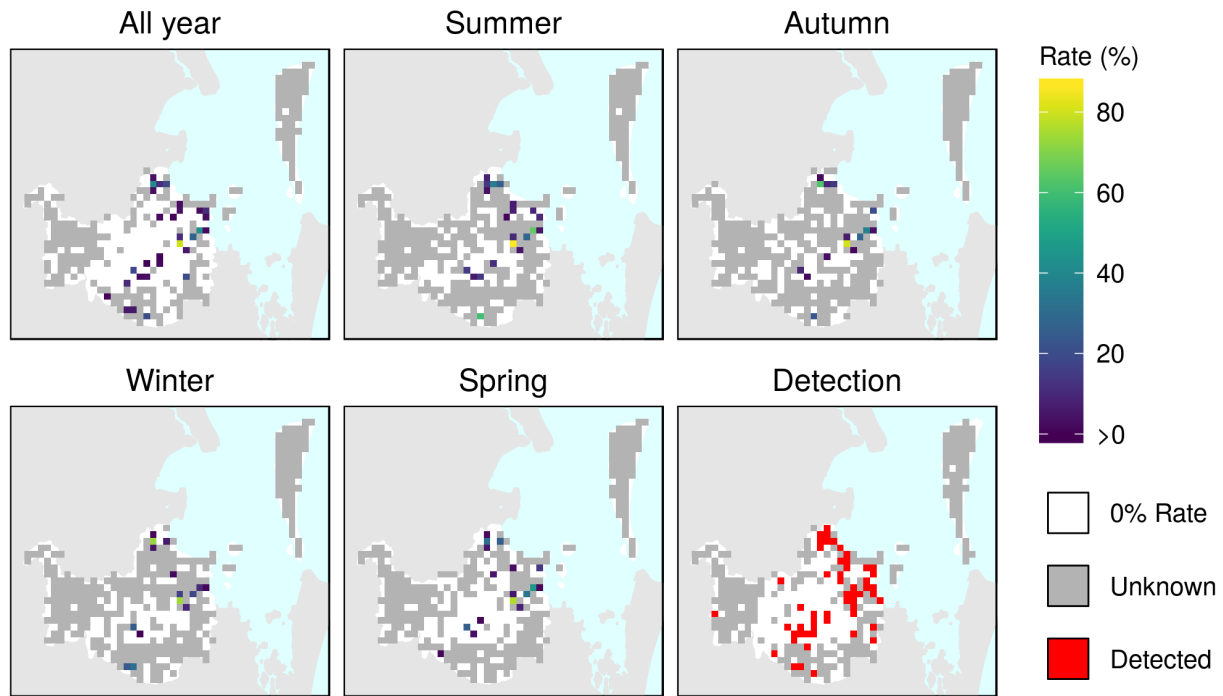 All year
Summer
Autumn
Rate (%)
80
60
40
20
>0
Winter
Spring
Detection
0% Rate
Unknown
Detected